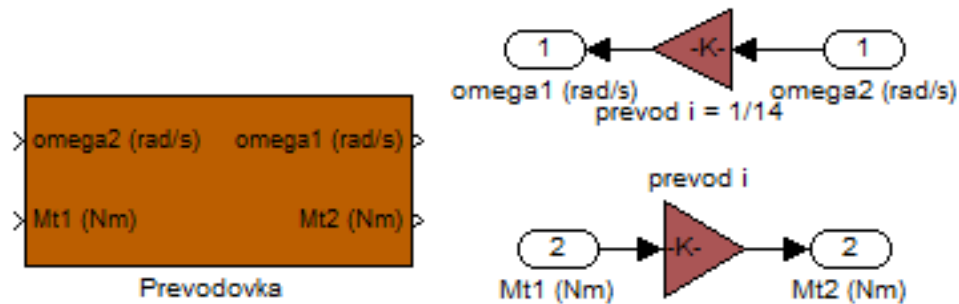 omega2 (rad/s)
omega1 (rad/s)
Mt1 (Nm)
Mt2 (Nm)
Prevodovka
1
-K-
1
omega1 (rad/s)
omega2 (rad/s)
prevod i = 1/14
prevod i
2
-K-
2
Mt1 (Nm)
Mt2 (Nm)